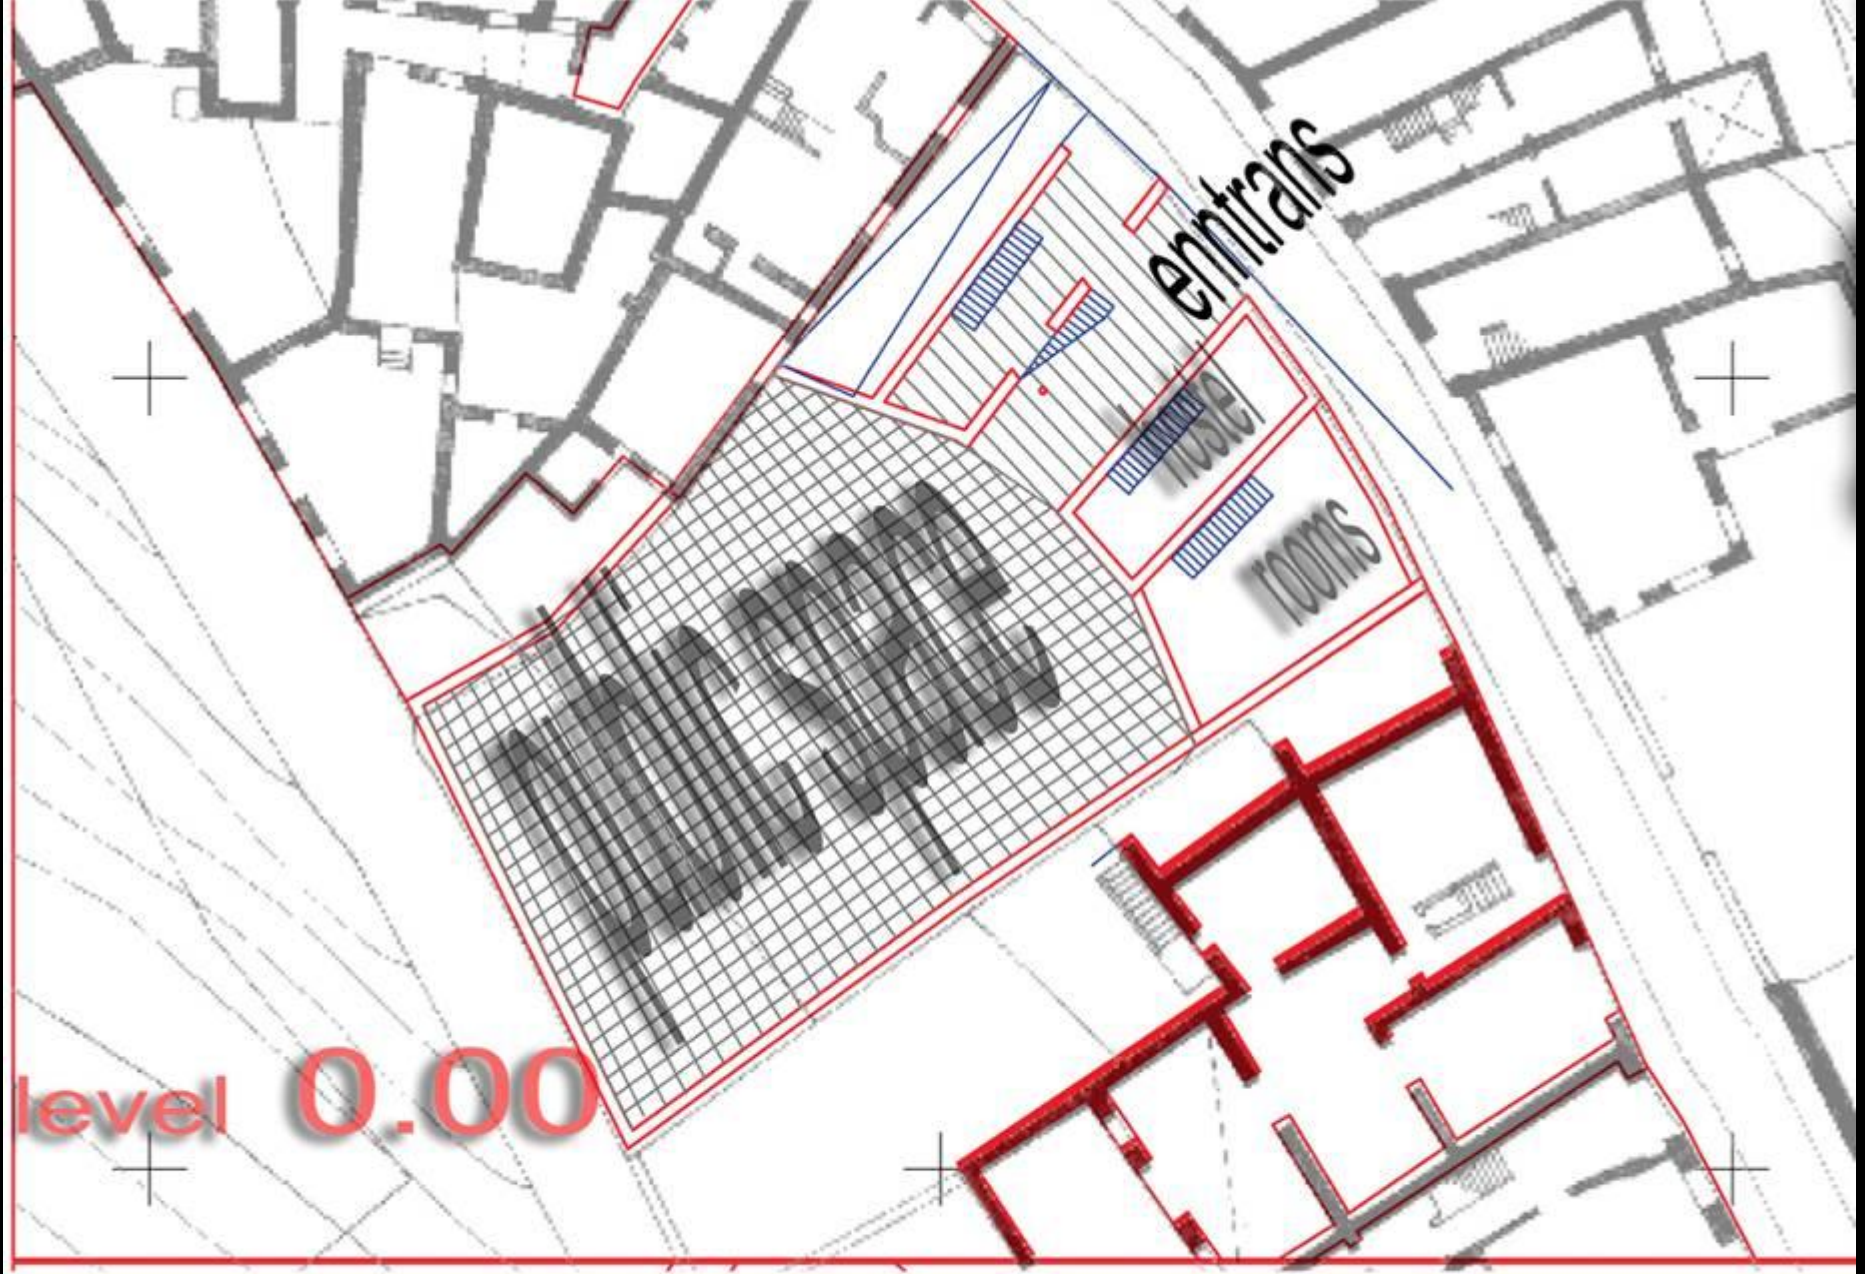 enntrans
hostel
rooms
public space
level 0.00